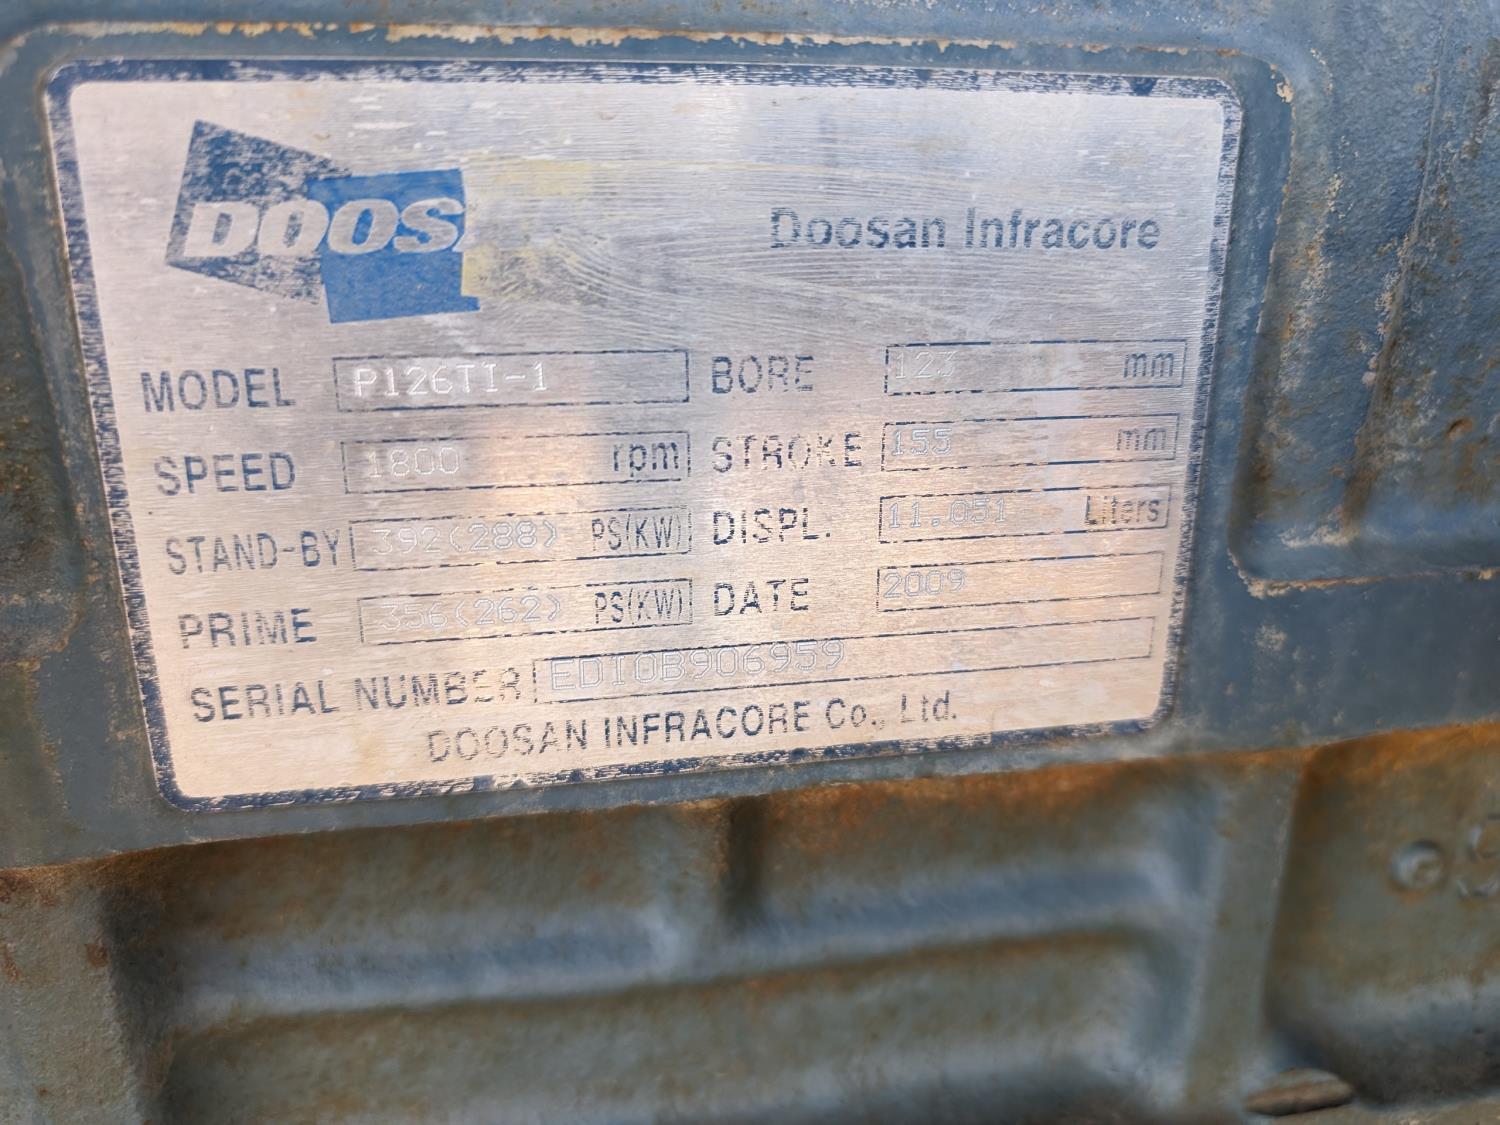 DOOS
Doosan Infracore
MODEL P126TI-1 BORE 123 mm
SPEED 1800 rpm STROKE 155 mm
STAND-BY 392(288) PS(KW) DISPL. 11.051 Liters
PRIME 356(262) PS(KW) DATE 2009
SERIAL NUMBER EDIOB906959
DOOSAN INFRACORE Co., Ltd.